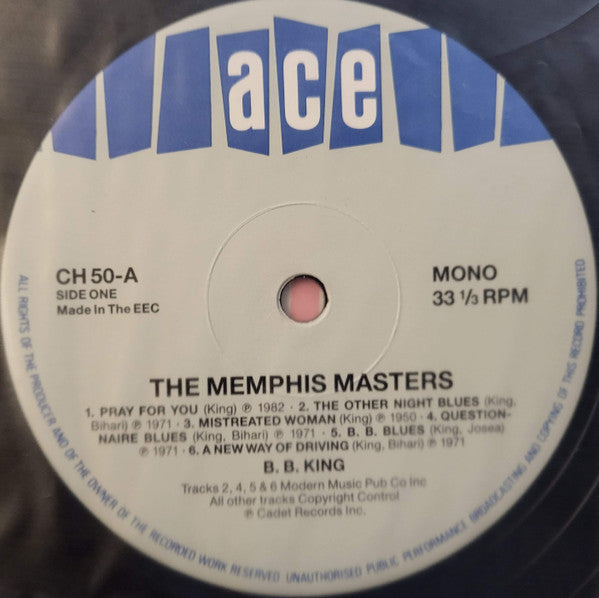 ace
CH 50-A
SIDE ONE
Made In The EEC
MONO
33 1/3 RPM
THE MEMPHIS MASTERS
1. PRAY FOR YOU (King) ℗ 1982 · 2. THE OTHER NIGHT BLUES (King,
Bihari) ℗ 1971 · 3. MISTREATED WOMAN (King) ℗ 1950 · 4. QUESTION-
NAIRE BLUES (King, Bihari) ℗ 1971 · 5. B. B. BLUES (King, Josea)
℗ 1971 · 6. A NEW WAY OF DRIVING (King, Bihari) ℗ 1971
B. B. KING
Tracks 2, 4, 5 & 6 Modern Music Pub Co Inc
All other tracks Copyright Control
℗ Cadet Records Inc.
ALL RIGHTS OF THE PRODUCER AND OF THE OWNER OF THE RECORDED WORK RESERVED UNAUTHORISED PUBLIC PERFORMANCE BROADCASTING AND COPYING OF THIS RECORD PROHIBITED